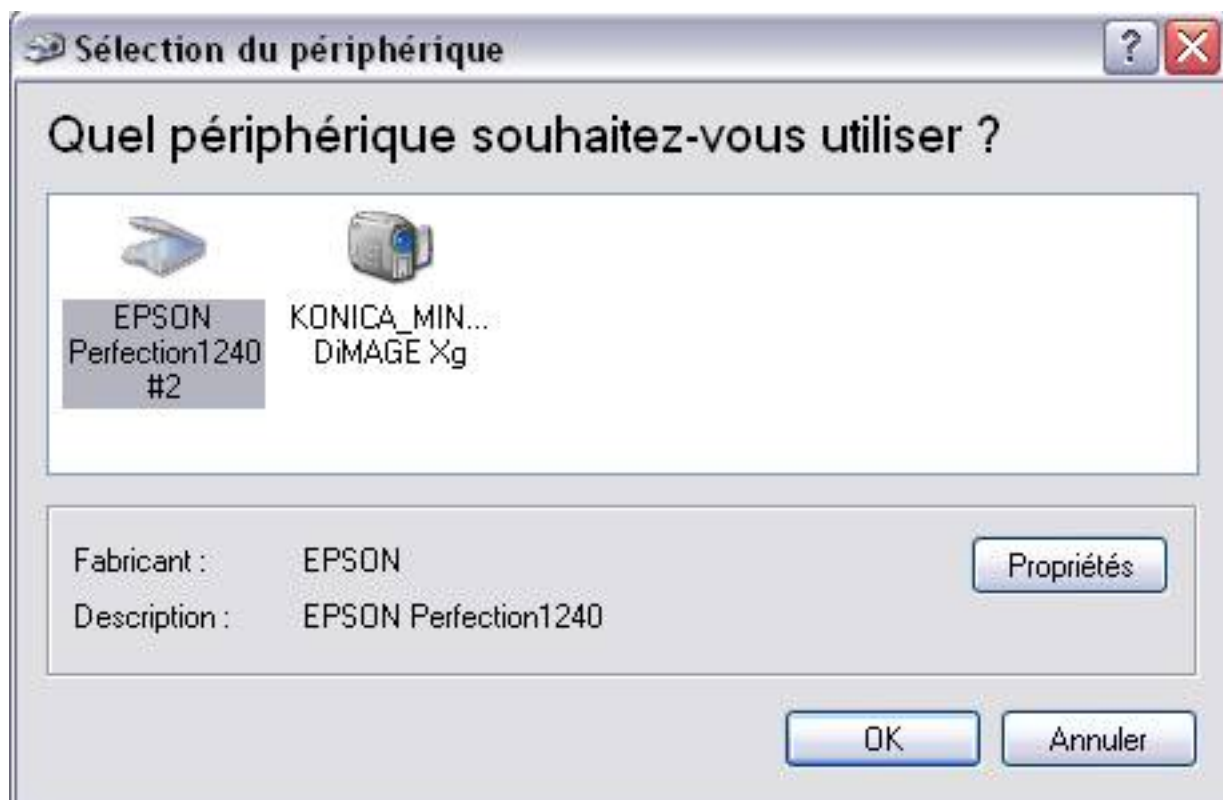 Sélection du périphérique
?
Quel périphérique souhaitez-vous utiliser ?
EPSON
Perfection1240
#2
KONICA_MIN...
DiMAGE Xg
Fabricant : EPSON
Propriétés
Description : EPSON Perfection1240
OK
Annuler